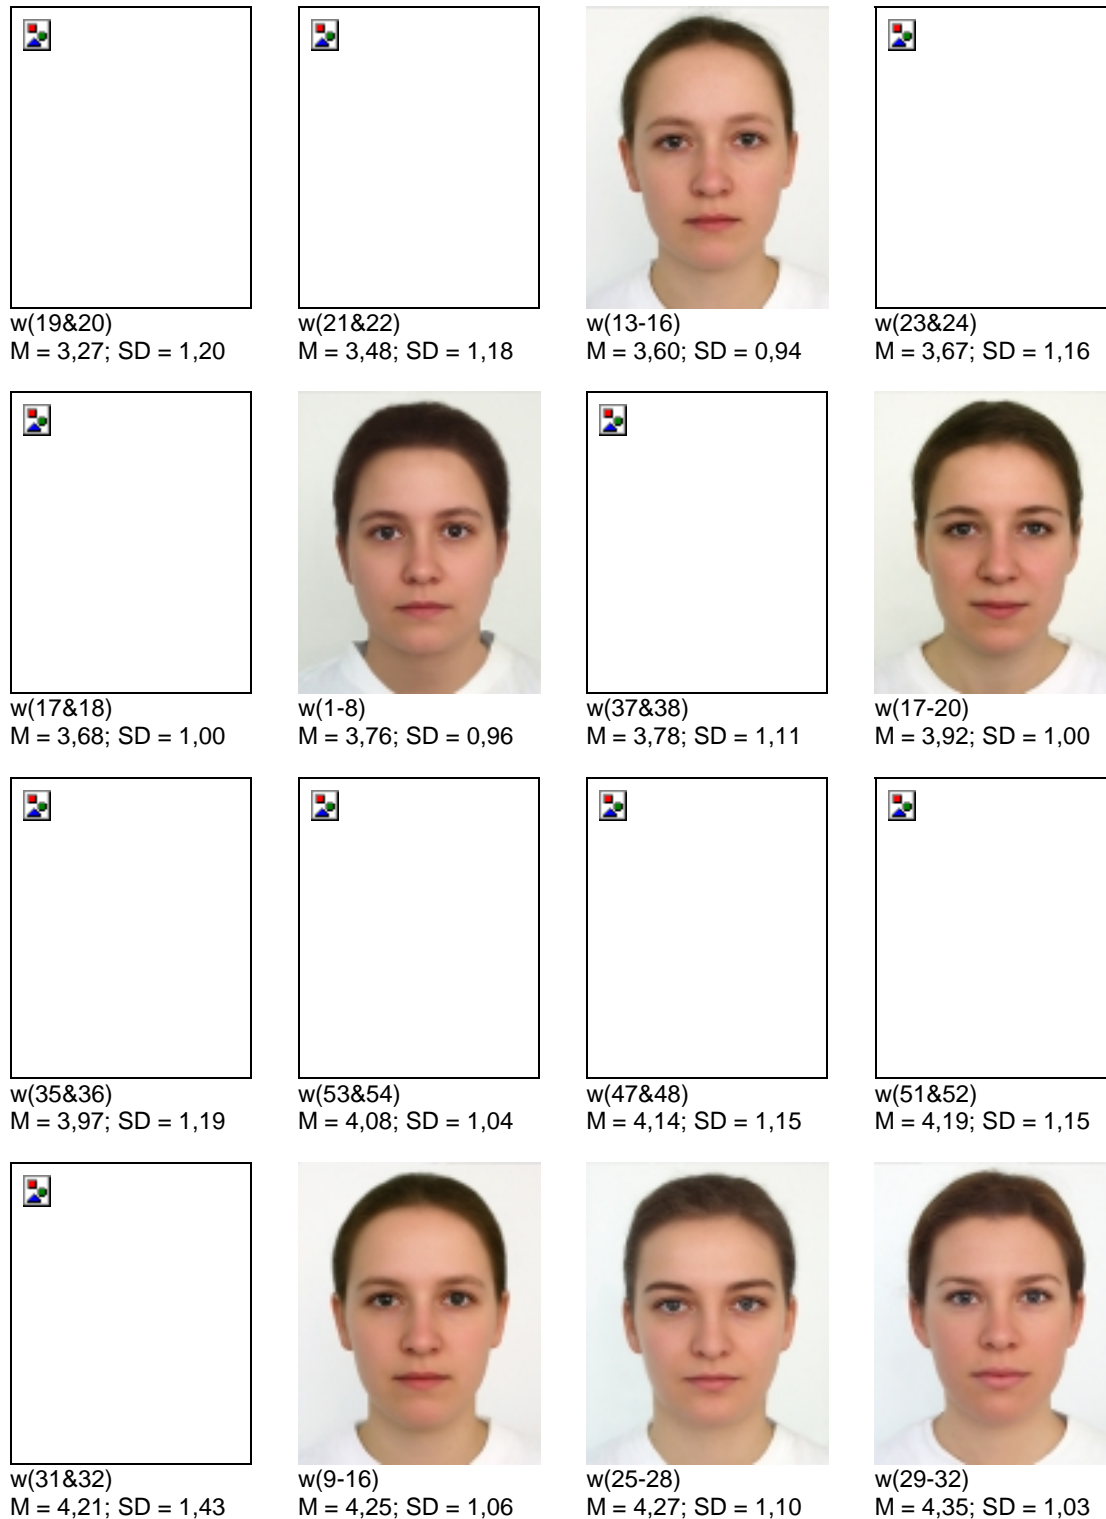 w(19&20)
M = 3,27; SD = 1,20
w(21&22)
M = 3,48; SD = 1,18
w(13-16)
M = 3,60; SD = 0,94
w(23&24)
M = 3,67; SD = 1,16
w(17&18)
M = 3,68; SD = 1,00
w(1-8)
M = 3,76; SD = 0,96
w(37&38)
M = 3,78; SD = 1,11
w(17-20)
M = 3,92; SD = 1,00
w(35&36)
M = 3,97; SD = 1,19
w(53&54)
M = 4,08; SD = 1,04
w(47&48)
M = 4,14; SD = 1,15
w(51&52)
M = 4,19; SD = 1,15
w(31&32)
M = 4,21; SD = 1,43
w(9-16)
M = 4,25; SD = 1,06
w(25-28)
M = 4,27; SD = 1,10
w(29-32)
M = 4,35; SD = 1,03